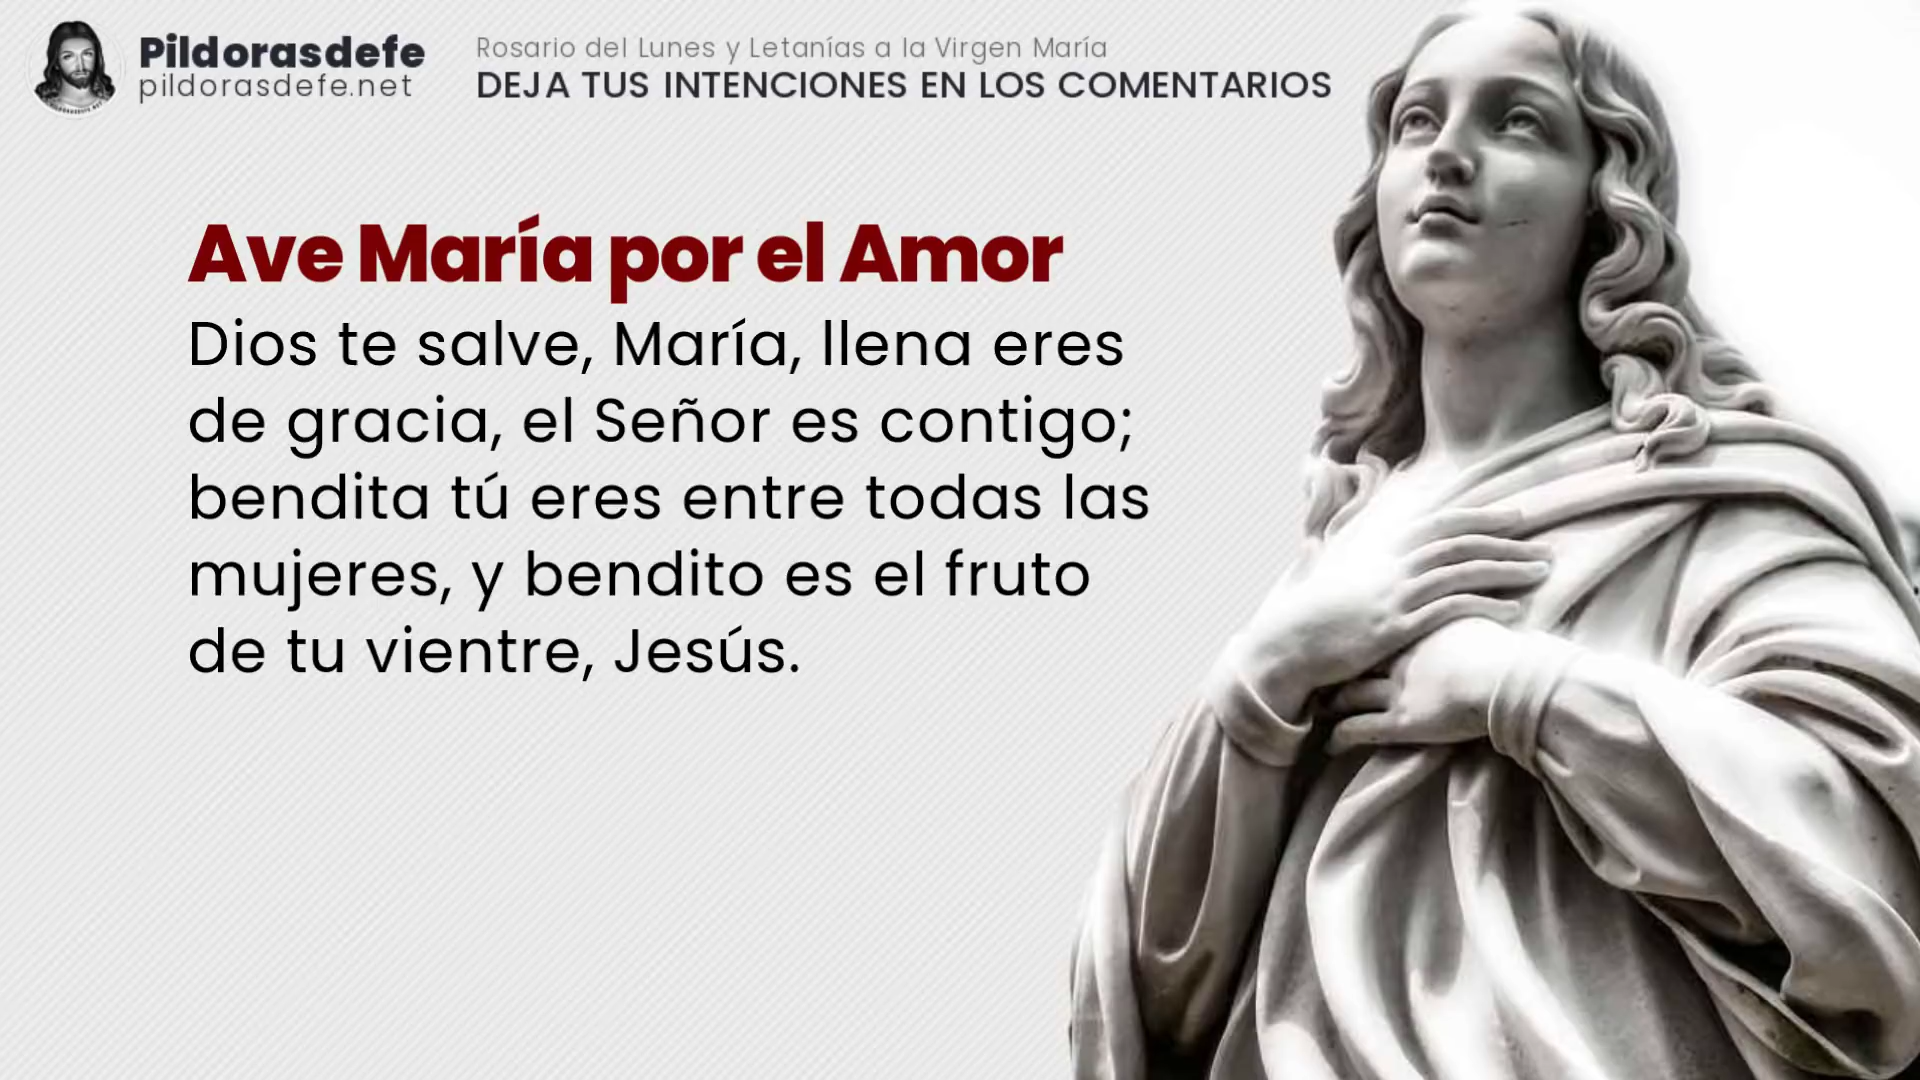 Pildorasdefe
pildorasdefe.net
Rosario del Lunes y Letanías a la Virgen María
DEJA TUS INTENCIONES EN LOS COMENTARIOS
Ave María por el Amor
Dios te salve, María, llena eres
de gracia, el Señor es contigo;
bendita tú eres entre todas las
mujeres, y bendito es el fruto
de tu vientre, Jesús.